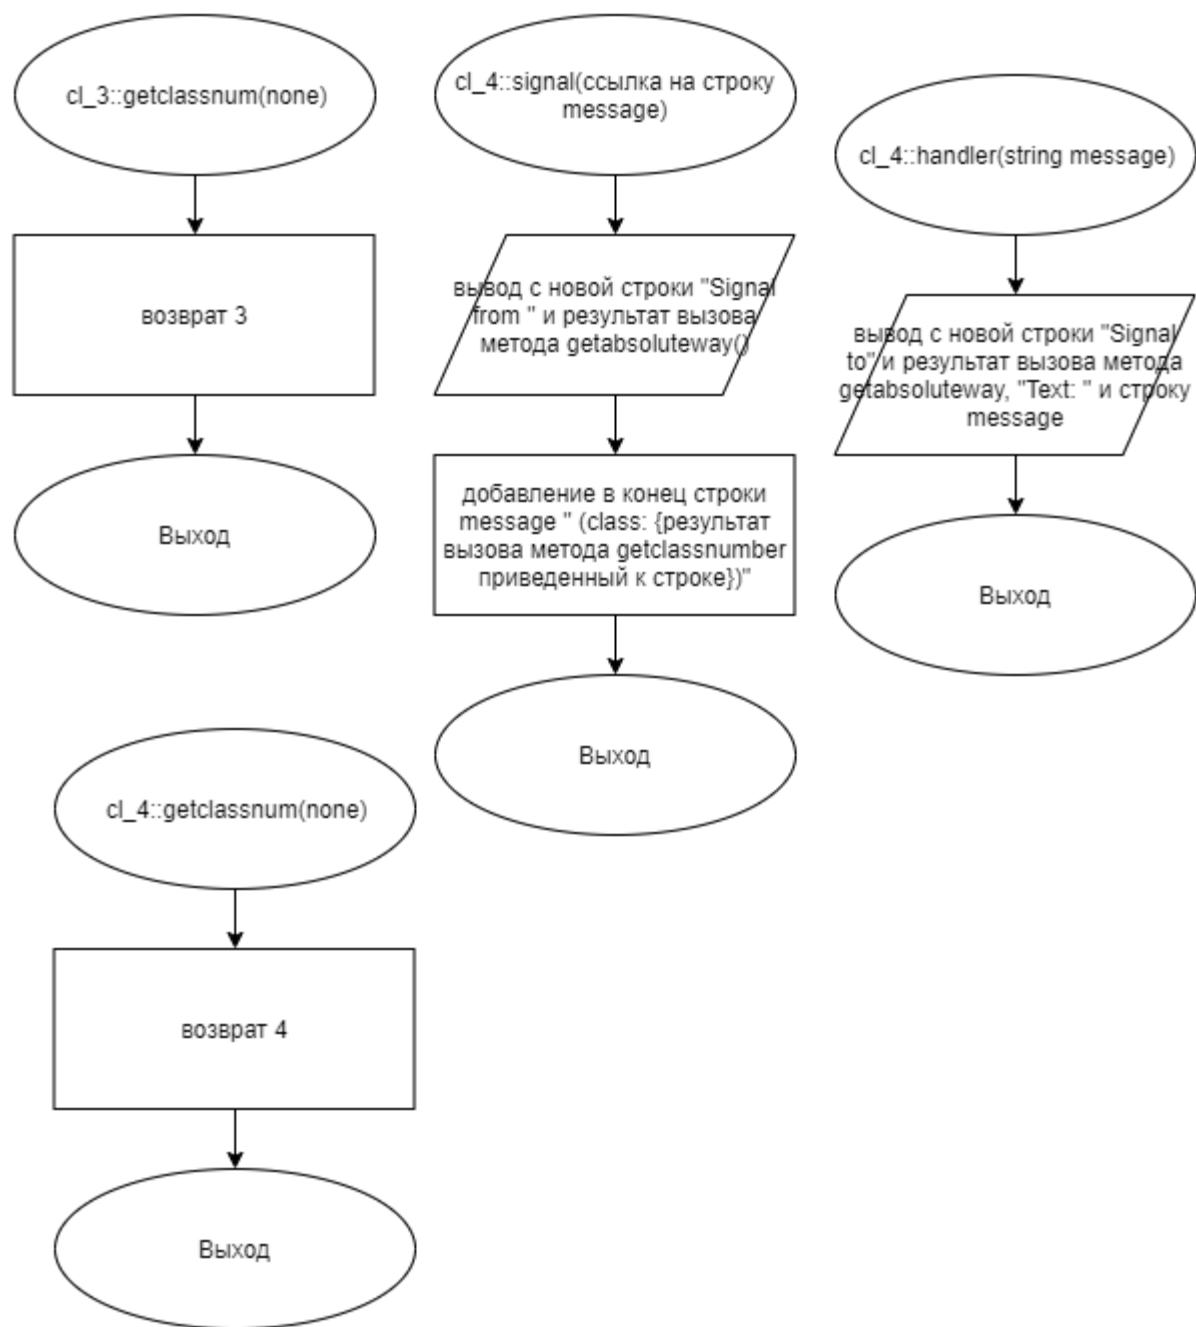 cl_3::getclassnum(none)
возврат 3
Выход
cl_4::signal(ссылка на строку
message)
вывод с новой строки "Signal
from " и результат вызова
метода getabsoluteway()
добавление в конец строки
message " (class: {результат
вызова метода getclassnumber
приведенный к строке})"
Выход
cl_4::handler(string message)
вывод с новой строки "Signal
to" и результат вызова метода
getabsoluteway, "Text: " и строку
message
Выход
cl_4::getclassnum(none)
возврат 4
Выход